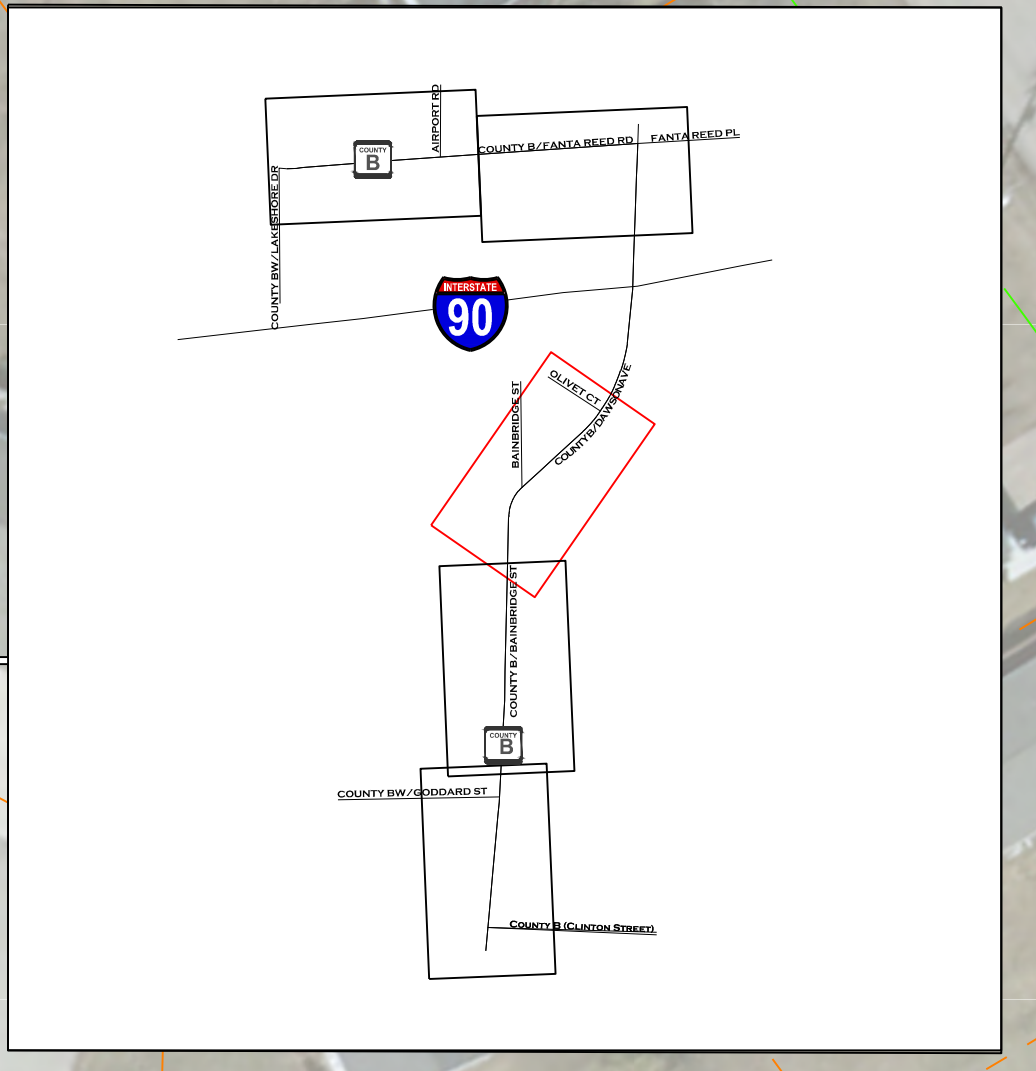 AIRPORT RD
COUNTY
B
COUNTY B/FANTA REED RD
FANTA REED PL
COUNTY BW/LAKESHORE DR
INTERSTATE
90
OLIVET CT
BAINBRIDGE ST
COUNTY B/DAWSON AVE
COUNTY B/BAINBRIDGE ST
COUNTY
B
COUNTY BW/GODDARD ST
COUNTY B (CLINTON STREET)